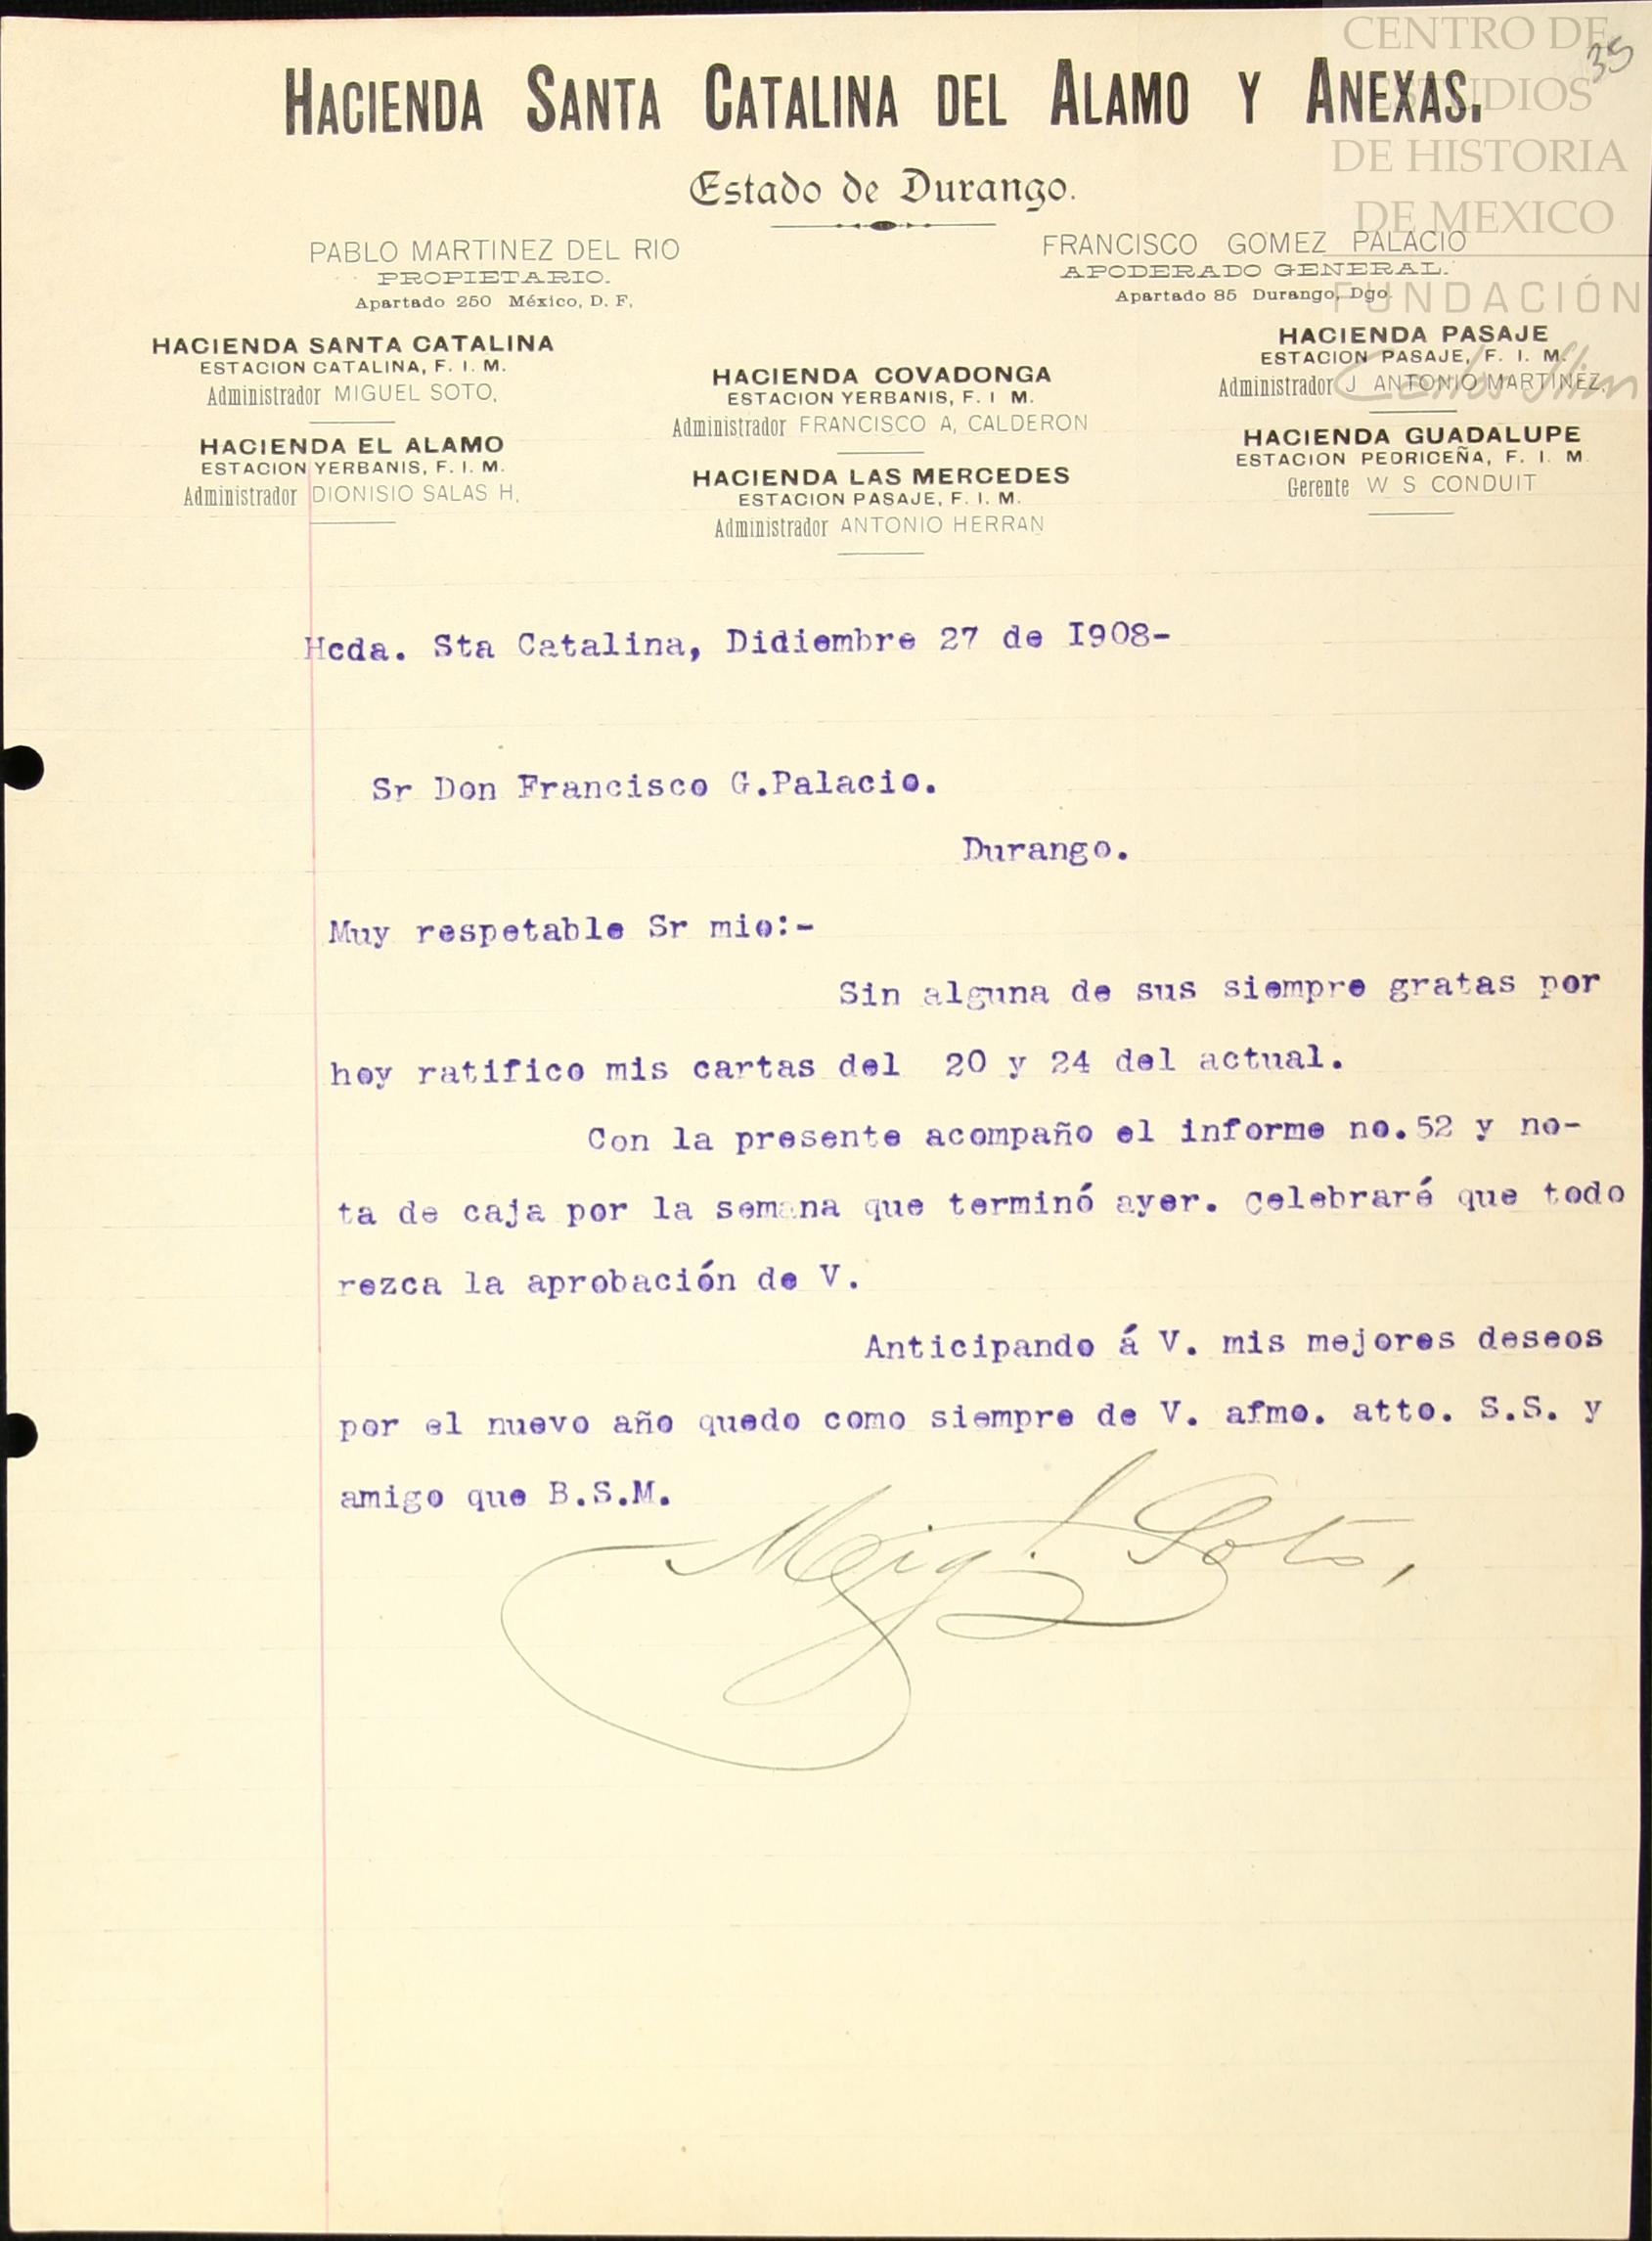 CENTRO DE
ESTUDIOS
DE HISTORIA
DE MEXICO
FUNDACIÓN
Carlos Slim
35
HACIENDA SANTA CATALINA DEL ALAMO Y ANEXAS.
Estado de Durango.
PABLO MARTINEZ DEL RIO
PROPIETARIO.
Apartado 250 México, D. F,
FRANCISCO GOMEZ PALACIO
APODERADO GENERAL.
Apartado 85 Durango, Dgo.
HACIENDA SANTA CATALINA
ESTACION CATALINA, F. I. M.
Administrador MIGUEL SOTO,
HACIENDA EL ALAMO
ESTACION YERBANIS, F. I. M.
Administrador DIONISIO SALAS H,
HACIENDA COVADONGA
ESTACION YERBANIS, F. I M.
Administrador FRANCISCO A, CALDERON
HACIENDA LAS MERCEDES
ESTACION PASAJE, F. I. M.
Administrador ANTONIO HERRAN
HACIENDA PASAJE
ESTACION PASAJE, F. I. M.
Administrador J ANTONIO MARTINEZ,
HACIENDA GUADALUPE
ESTACION PEDRICEÑA, F. I. M.
Gerente W S CONDUIT
Hcda. Sta Catalina, Didiembre 27 de I908-
Sr Don Francisco G.Palacio.
Durango.
Muy respetable Sr mio:-
Sin alguna de sus siempre gratas por
hoy ratifico mis cartas del 20 y 24 del actual.
Con la presente acompaño el informe no.52 y no-
ta de caja por la semana que terminó ayer. celebraré que todo
rezca la aprobación de V.
Anticipando á V. mis mejores deseos
por el nuevo año quedo como siempre de V. afmo. atto. S.S. y
amigo que B.S.M.
Migl. Soto,